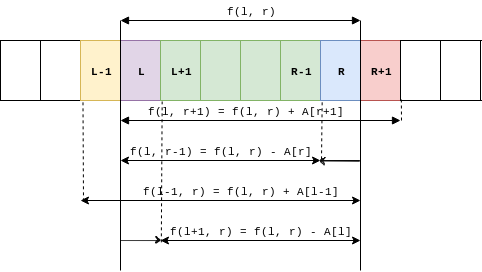 f(l, r)
L-1 L L+1 R-1 R R+1
f(l, r+1) = f(l, r) + A[r+1]
f(l, r-1) = f(l, r) - A[r]
f(l-1, r) = f(l, r) + A[l-1]
f(l+1, r) = f(l, r) - A[l]